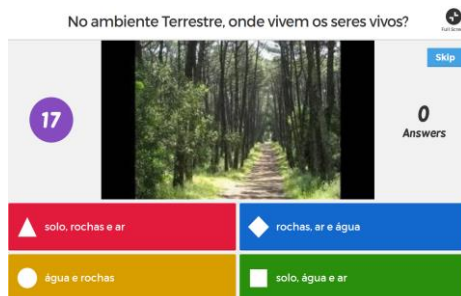 No ambiente Terrestre, onde vivem os seres vivos?
Skip
17
0
Answers
solo, rochas e ar
rochas, ar e água
água e rochas
solo, água e ar